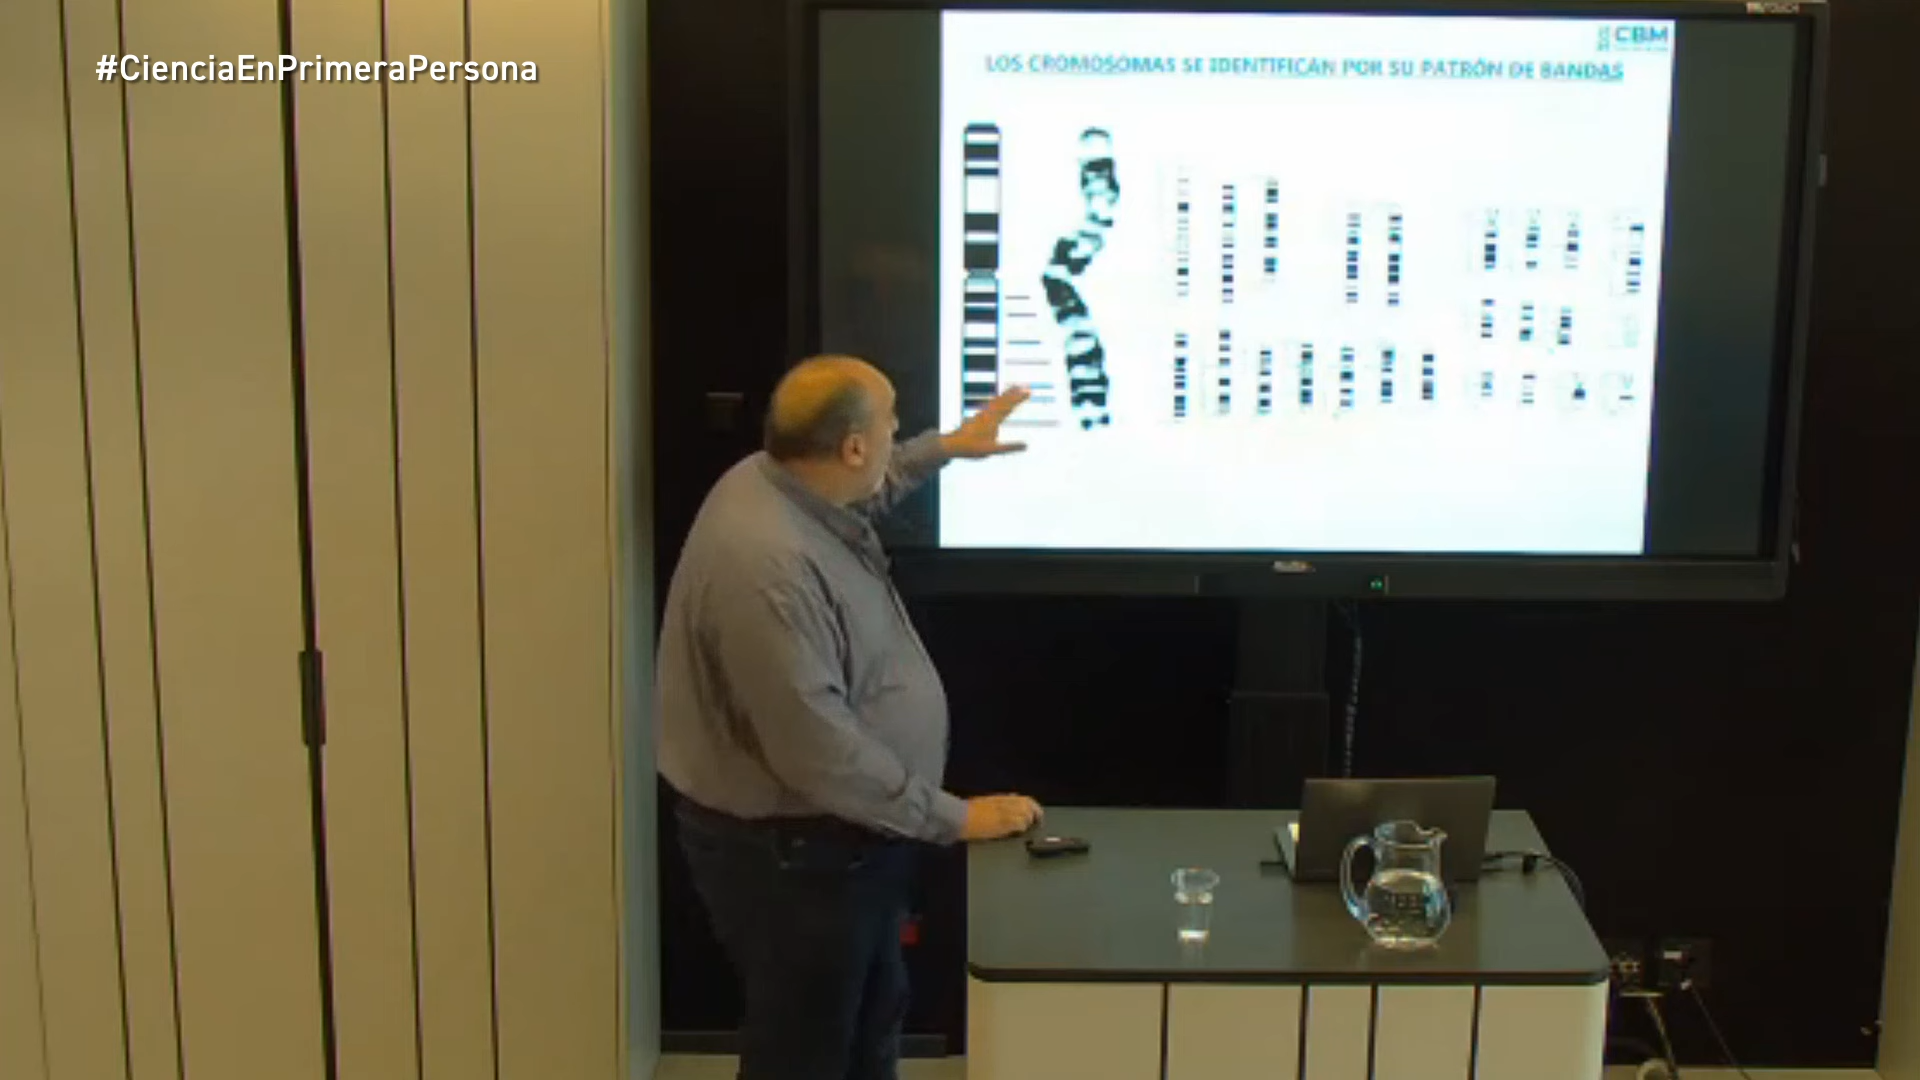 #CienciaEnPrimeraPersona
CBM
LOS CROMOSOMAS SE IDENTIFICAN POR SU PATRÓN DE BANDAS